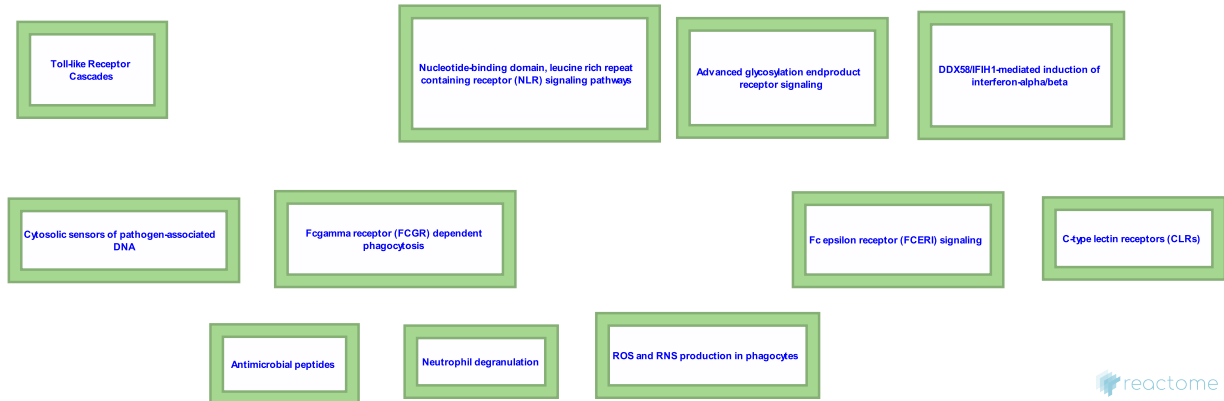 Toll-like Receptor
Cascades
Nucleotide-binding domain, leucine rich repeat
containing receptor (NLR) signaling pathways
Advanced glycosylation endproduct
receptor signaling
DDX58/IFIH1-mediated induction of
interferon-alpha/beta
Cytosolic sensors of pathogen-associated
DNA
Fcgamma receptor (FCGR) dependent
phagocytosis
Fc epsilon receptor (FCERI) signaling
C-type lectin receptors (CLRs)
Antimicrobial peptides
Neutrophil degranulation
ROS and RNS production in phagocytes
reactome